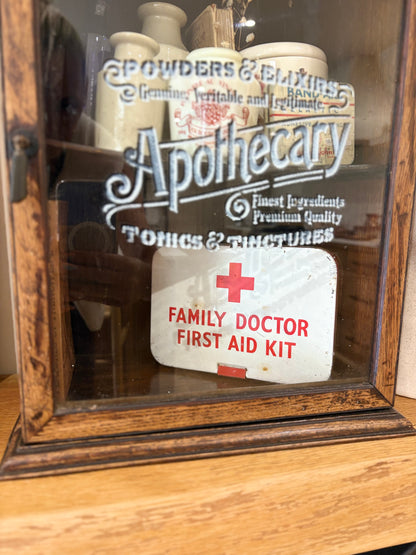 POWDERS & ELIXIRS
Genuine, Veritable and Legitimate
Apothecary
Finest Ingredients
Premium Quality
TONICS & TINCTURES
FAMILY DOCTOR
FIRST AID KIT